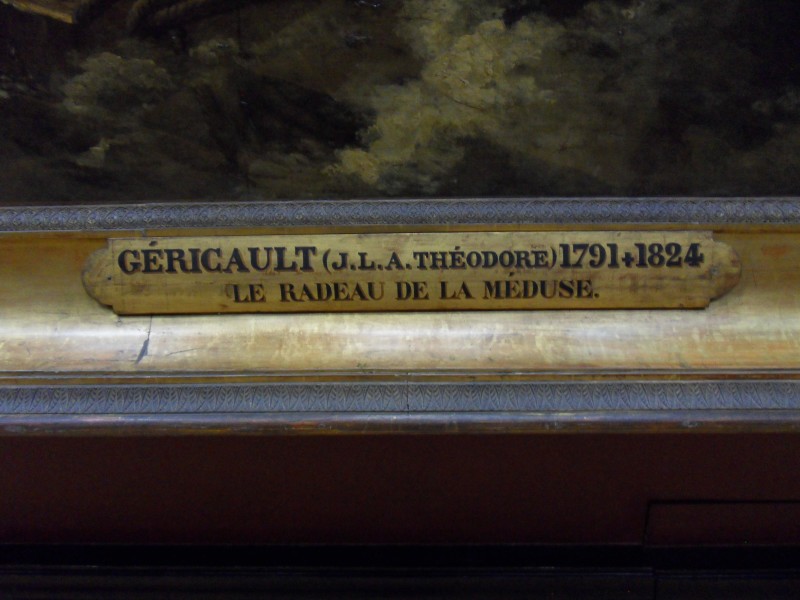 GÉRICAULT (J.L.A.THÉODORE) 1791+1824
LE RADEAU DE LA MÉDUSE.